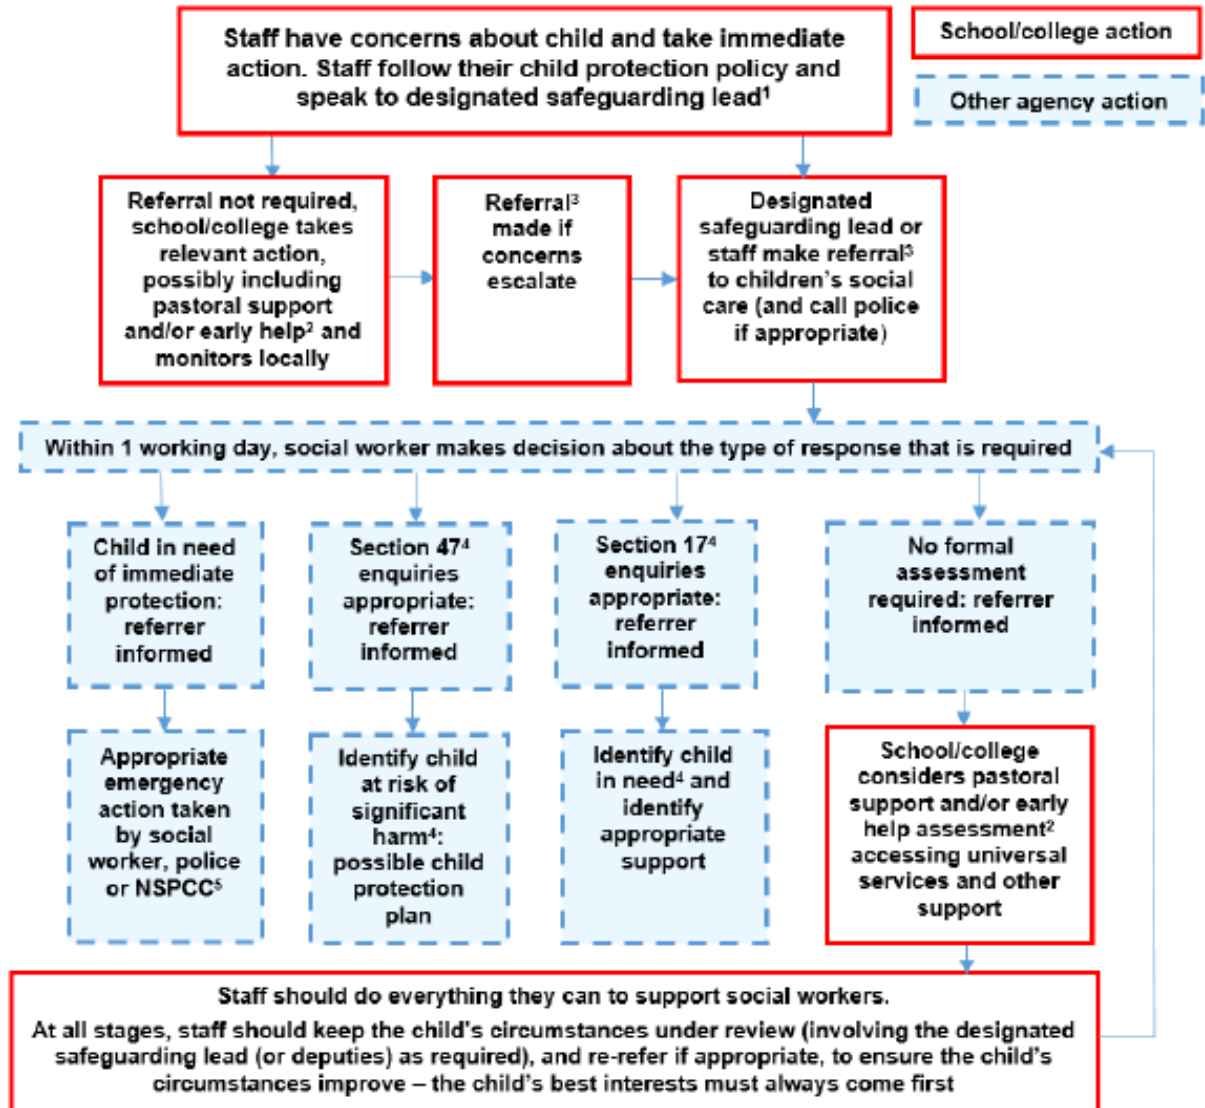 Staff have concerns about child and take immediate
action. Staff follow their child protection policy and
speak to designated safeguarding lead¹
School/college action
Other agency action
Referral not required,
school/college takes
relevant action,
possibly including
pastoral support
and/or early help² and
monitors locally
Referral³
made if
concerns
escalate
Designated
safeguarding lead or
staff make referral³
to children’s social
care (and call police
if appropriate)
Within 1 working day, social worker makes decision about the type of response that is required
Child in need
of immediate
protection:
referrer
informed
Section 47⁴
enquiries
appropriate:
referrer
informed
Section 17⁴
enquiries
appropriate:
referrer
informed
No formal
assessment
required: referrer
informed
Appropriate
emergency
action taken
by social
worker, police
or NSPCC⁵
Identify child
at risk of
significant
harm⁴:
possible child
protection
plan
Identify child
in need⁴ and
identify
appropriate
support
School/college
considers pastoral
support and/or early
help assessment²
accessing universal
services and other
support
Staff should do everything they can to support social workers.
At all stages, staff should keep the child’s circumstances under review (involving the designated
safeguarding lead (or deputies) as required), and re-refer if appropriate, to ensure the child’s
circumstances improve – the child’s best interests must always come first